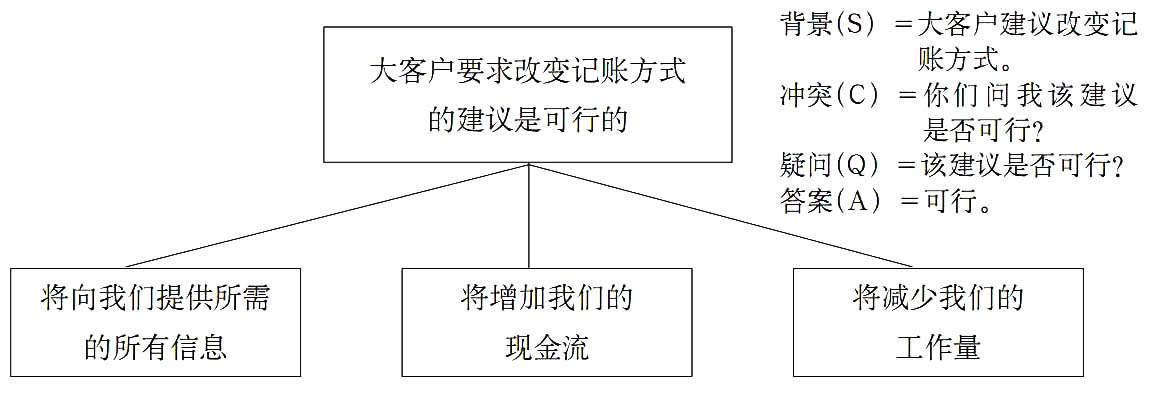 大客户要求改变记账方式
的建议是可行的
背景(S) =大客户建议改变记
账方式。
冲突(C) =你们问我该建议
是否可行?
疑问(Q) =该建议是否可行?
答案(A) =可行。
将向我们提供所需
的所有信息
将增加我们的
现金流
将减少我们的
工作量